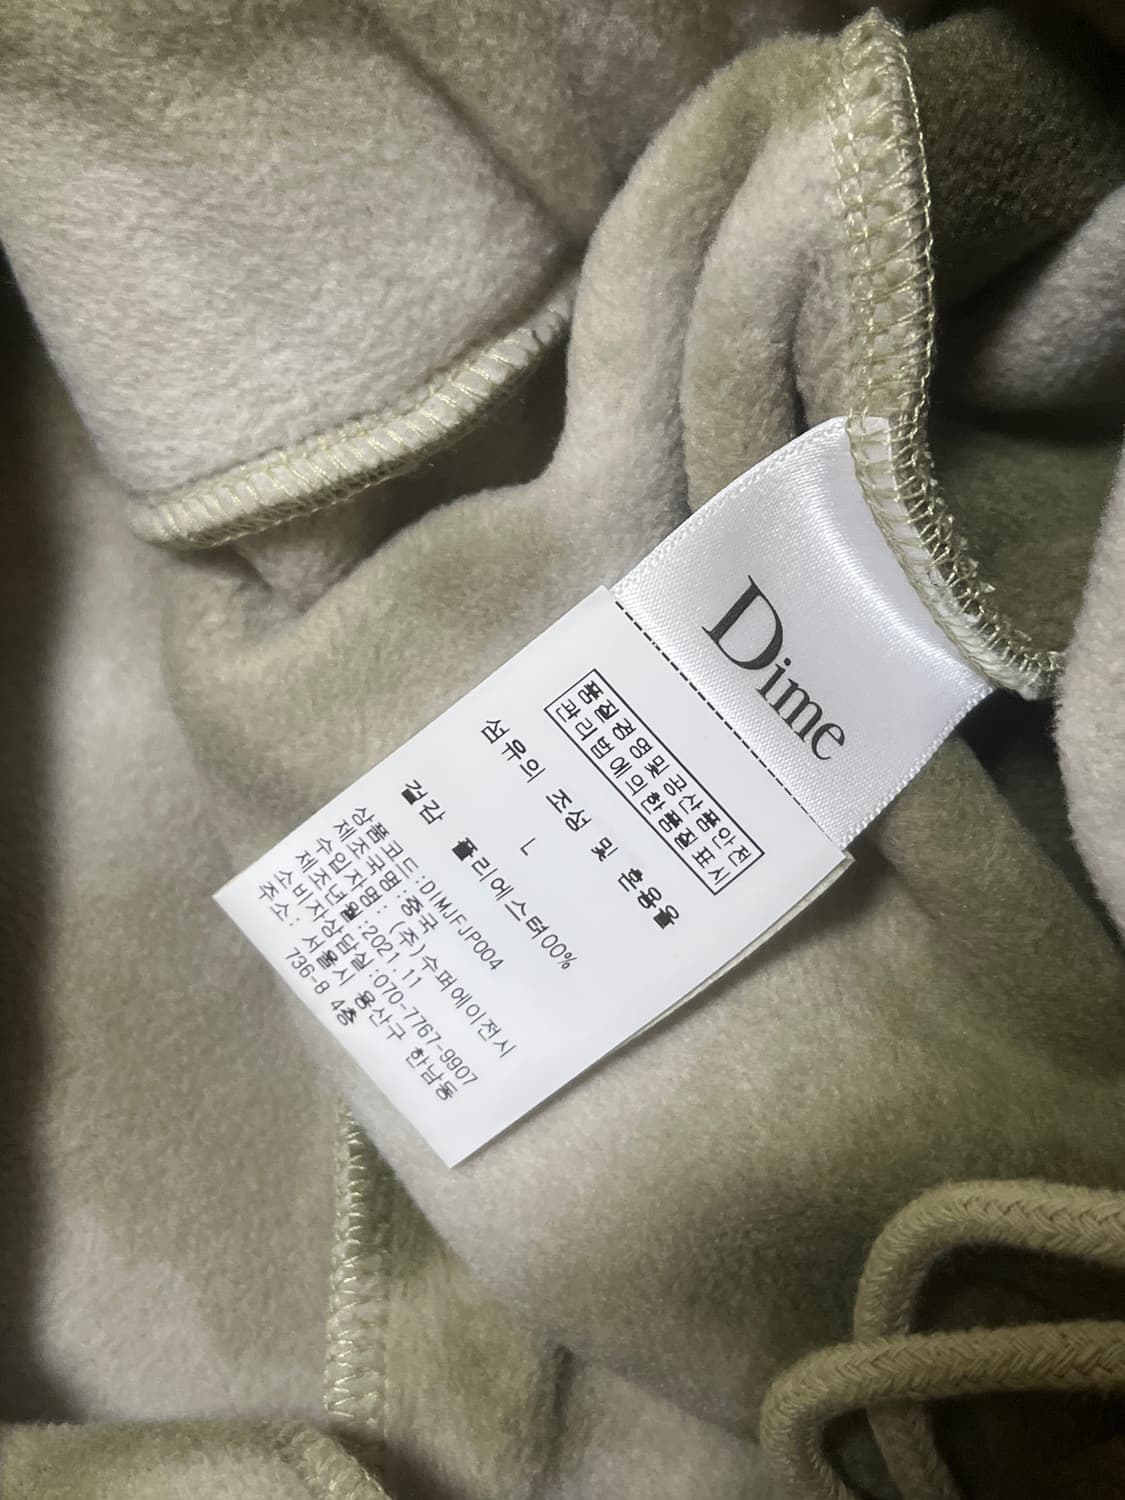 Dime
품질경영및공산품안전
관리법에의한품질표시
섬유의 조성 및 혼용율
L
겉감 폴리에스터00%
상품코드:DIMJFJP004
제조국명:중국
수입자명:(주)수퍼에이전시
제조년월:2021.11
소비자상담실:070-7767-9907
주소: 서울시 용산구 한남동
736-8 4층